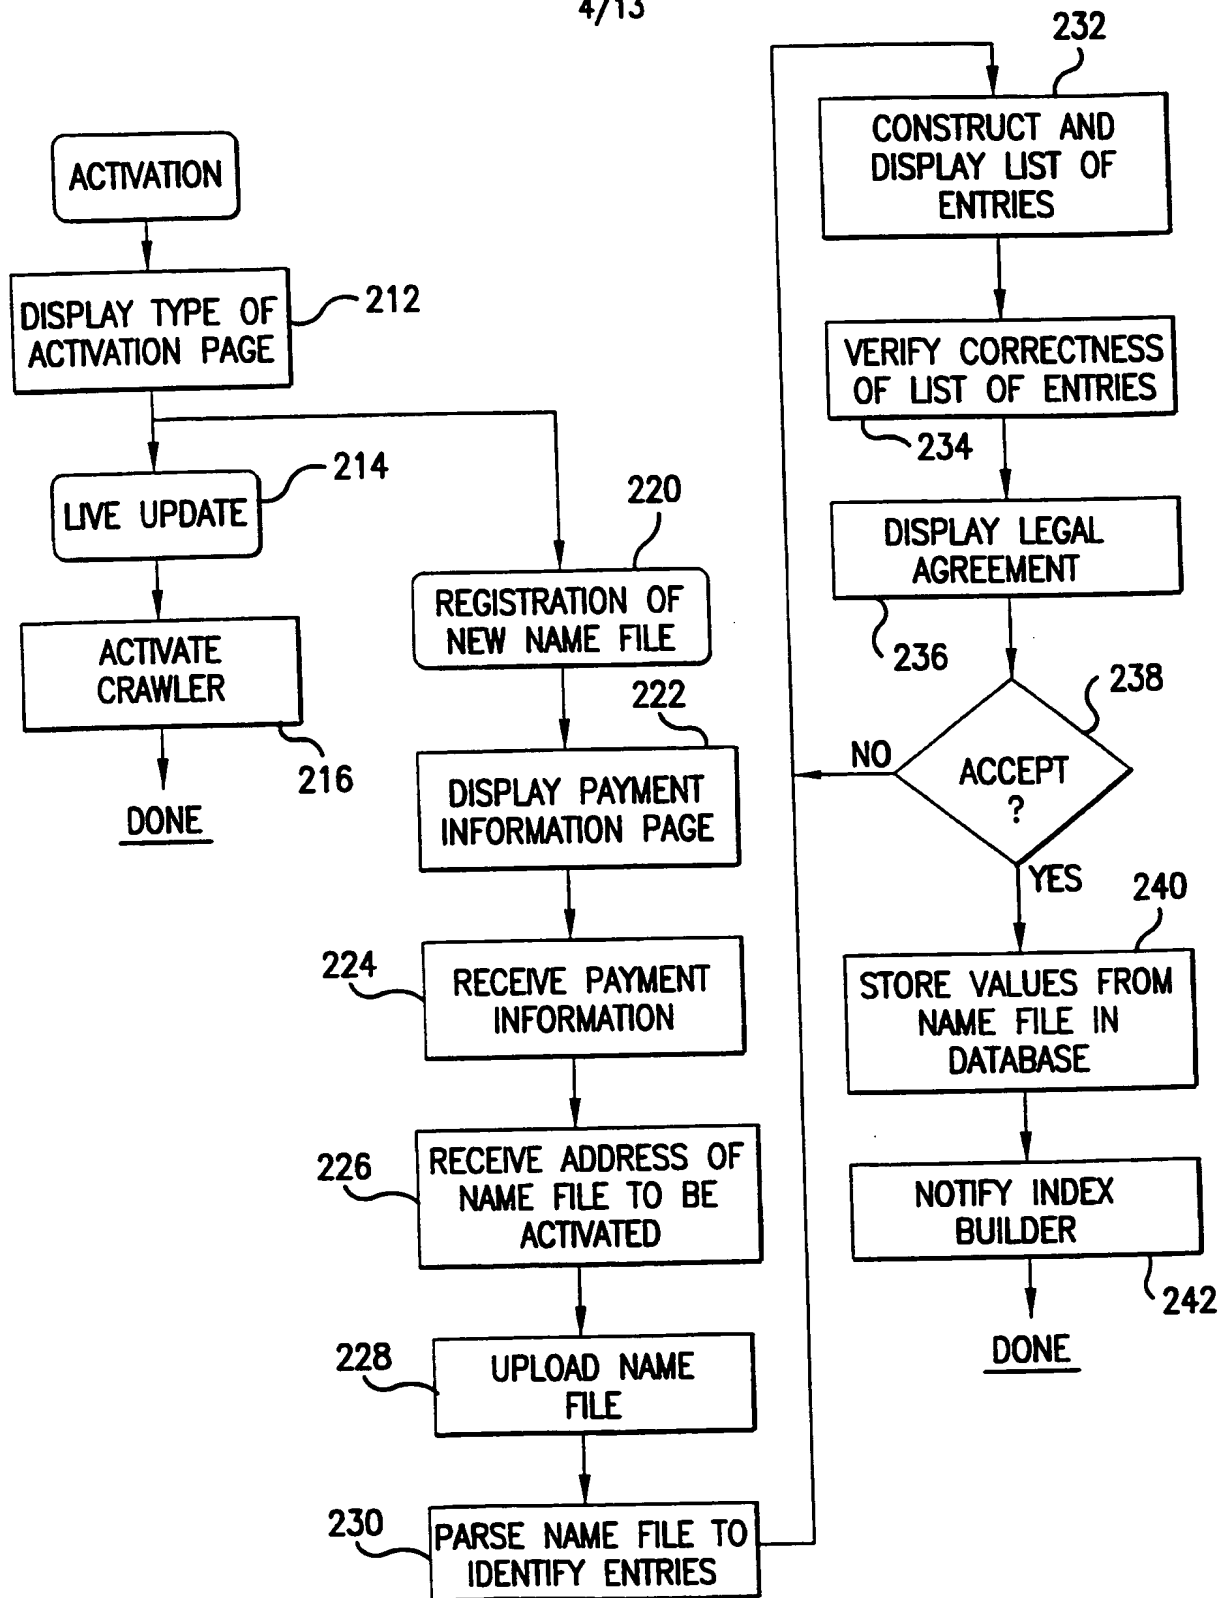 4/13
ACTIVATION
DISPLAY TYPE OF
ACTIVATION PAGE
212
LIVE UPDATE
214
ACTIVATE
CRAWLER
216
DONE
220
REGISTRATION OF
NEW NAME FILE
222
DISPLAY PAYMENT
INFORMATION PAGE
224
RECEIVE PAYMENT
INFORMATION
226
RECEIVE ADDRESS OF
NAME FILE TO BE
ACTIVATED
228
UPLOAD NAME
FILE
230
PARSE NAME FILE TO
IDENTIFY ENTRIES
232
CONSTRUCT AND
DISPLAY LIST OF
ENTRIES
VERIFY CORRECTNESS
OF LIST OF ENTRIES
234
DISPLAY LEGAL
AGREEMENT
236
238
NO
ACCEPT
?
YES
240
STORE VALUES FROM
NAME FILE IN
DATABASE
NOTIFY INDEX
BUILDER
242
DONE